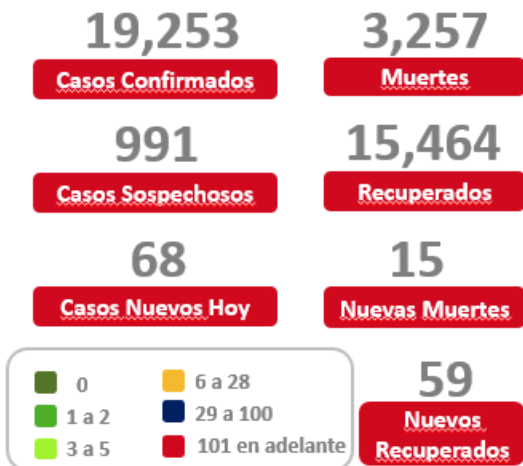 19,253
Casos Confirmados
3,257
Muertes
991
Casos Sospechosos
15,464
Recuperados
68
Casos Nuevos Hoy
15
Nuevas Muertes
0
1 a 2
3 a 5
6 a 28
29 a 100
101 en adelante
59
Nuevos
Recuperados